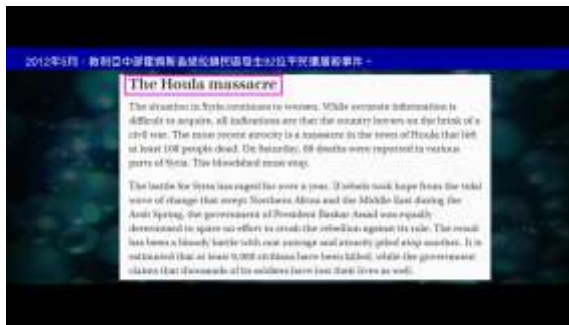 2012年5月，敘利亞中部霍姆斯省胡拉鎮民區發生92位平民遭屠殺事件。
The Houla massacre
The situation in Syria continues to worsen. While accurate information is
difficult to acquire, all indications are that the country hovers on the brink of a
civil war. The most recent atrocity is a massacre in the town of Houla that left
at least 108 people dead. On Saturday, 89 deaths were reported in various
parts of Syria. The bloodshed must stop.
The battle for Syria has raged for over a year. If rebels took hope from the tidal
wave of change that swept Northern Africa and the Middle East during the
Arab Spring, the government of President Bashar Assad was equally
determined to spare no effort to crush the rebellion against its rule. The result
has been a bloody battle with one outrage and atrocity piled atop another. It is
estimated that at least 9,000 civilians have been killed, while the government
claims that thousands of its soldiers have lost their lives as well.